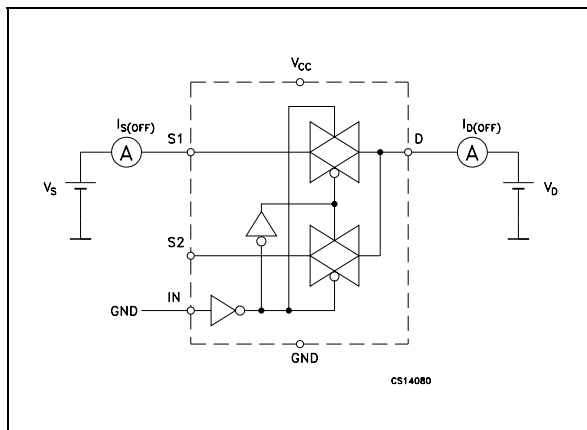 VCC
IS(OFF)
S1
D
ID(OFF)
A
A
VS
VD
S2
IN
GND
GND
CS14080